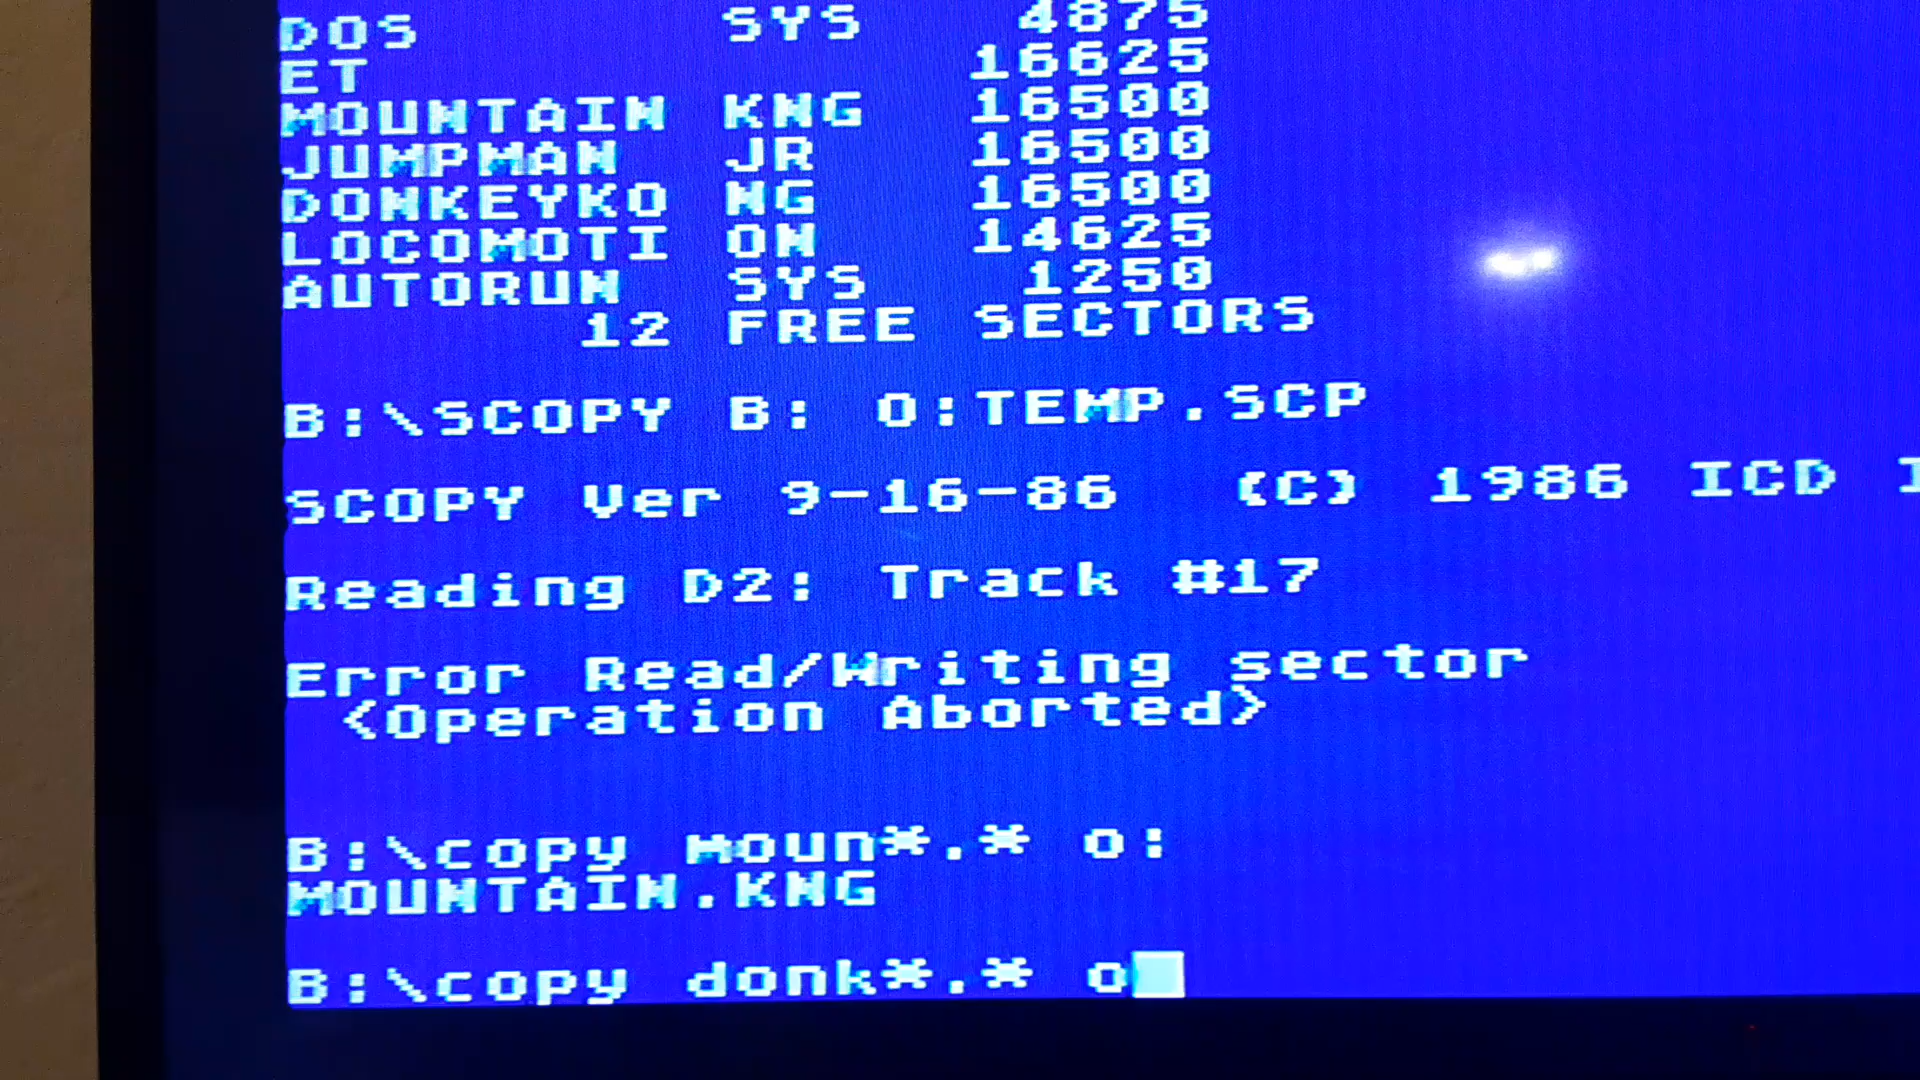 DOS SYS 4875
ET 16625
MOUNTAIN KNG 16500
JUMPMAN JR 16500
DONKEYKO NG 16500
LOCOMOTI ON 14625
AUTORUN SYS 1250
12 FREE SECTORS
B:\SCOPY B: O:TEMP.SCP
SCOPY Ver 9-16-86 (C) 1986 ICD I
Reading D2: Track #17
Error Read/Writing sector
<Operation Aborted>
B:\copy moun*.* o:
MOUNTAIN.KNG
B:\copy donk*.* o